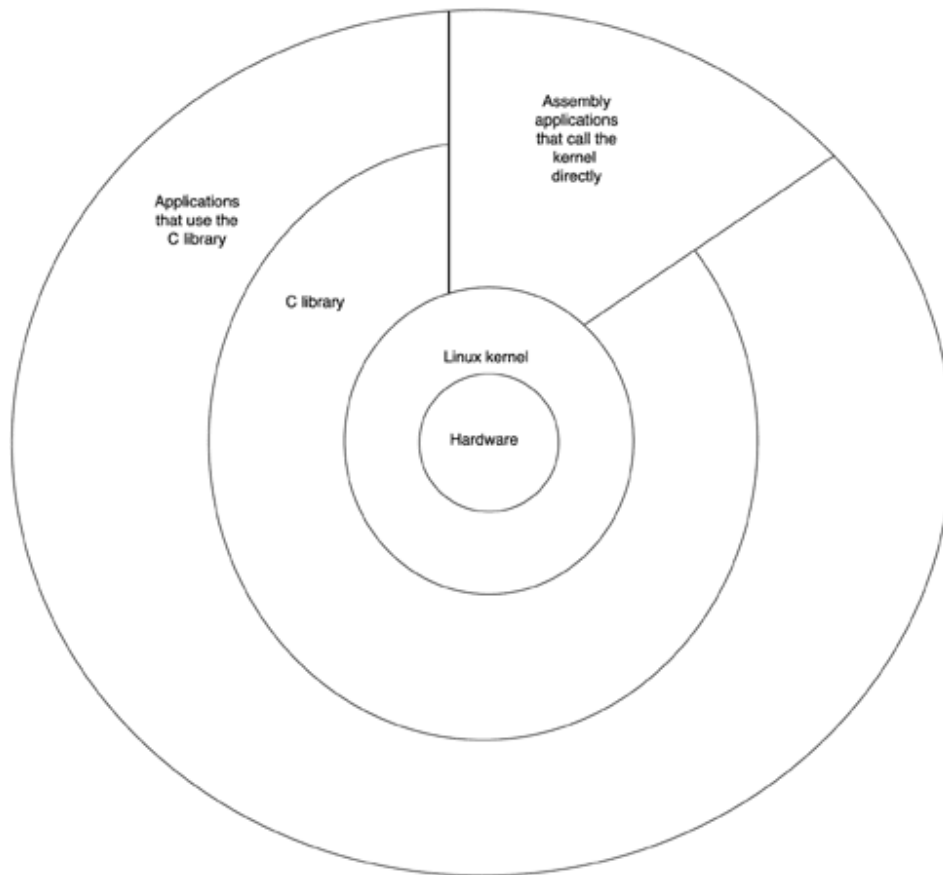 Assembly
applications
that call the
kernel
directly
Applications
that use the
C library
C library
Linux kernel
Hardware